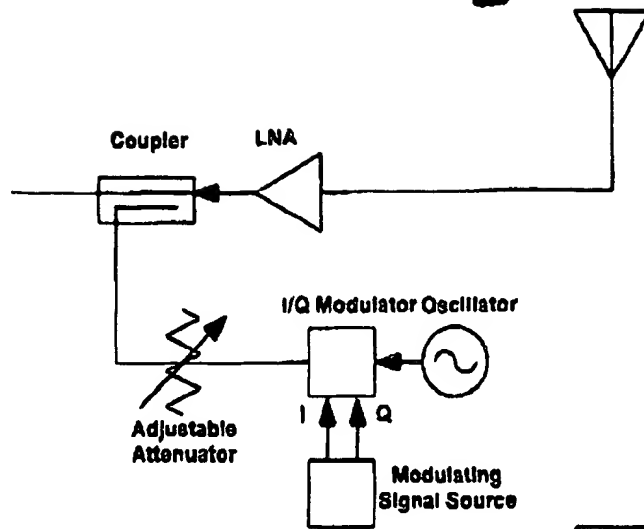 Coupler
LNA
I/Q Modulator Oscillator
I
Q
Adjustable
Attenuator
Modulating
Signal Source